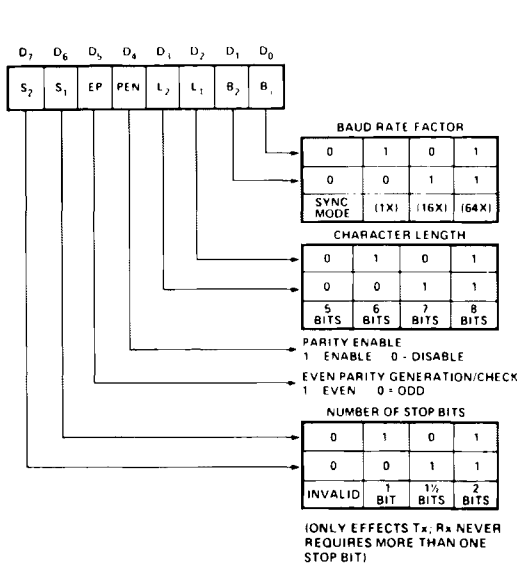 D7 D6 D5 D4 D3 D2 D1 D0
S2 S1 EP PEN L2 L1 B2 B1
BAUD RATE FACTOR
0 1 0 1
0 0 1 1
SYNC MODE (1X) (16X) (64X)
CHARACTER LENGTH
0 1 0 1
0 0 1 1
5 BITS 6 BITS 7 BITS 8 BITS
PARITY ENABLE
1 ENABLE 0 - DISABLE
EVEN PARITY GENERATION/CHECK
1 EVEN 0 = ODD
NUMBER OF STOP BITS
0 1 0 1
0 0 1 1
INVALID 1 BIT 1½ BITS 2 BITS
(ONLY EFFECTS Tx; Rx NEVER
REQUIRES MORE THAN ONE
STOP BIT)